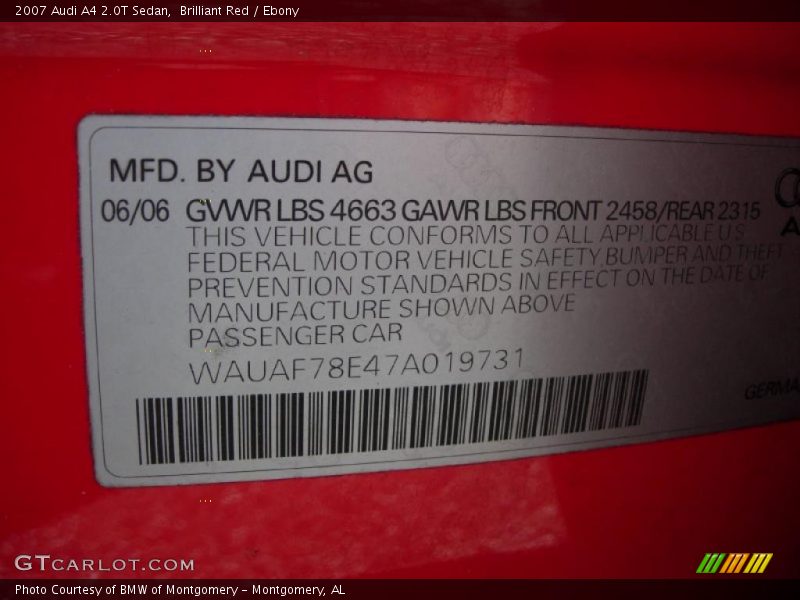 2007 Audi A4 2.0T Sedan, Brilliant Red / Ebony
MFD. BY AUDI AG
06/06 GVWR LBS 4663 GAWR LBS FRONT 2458/REAR 2315
THIS VEHICLE CONFORMS TO ALL APPLICABLE U.S.
FEDERAL MOTOR VEHICLE SAFETY, BUMPER AND THEFT
PREVENTION STANDARDS IN EFFECT ON THE DATE OF
MANUFACTURE SHOWN ABOVE
PASSENGER CAR
WAUAF78E47A019731
GTCARLOT.COM
Photo Courtesy of BMW of Montgomery - Montgomery, AL